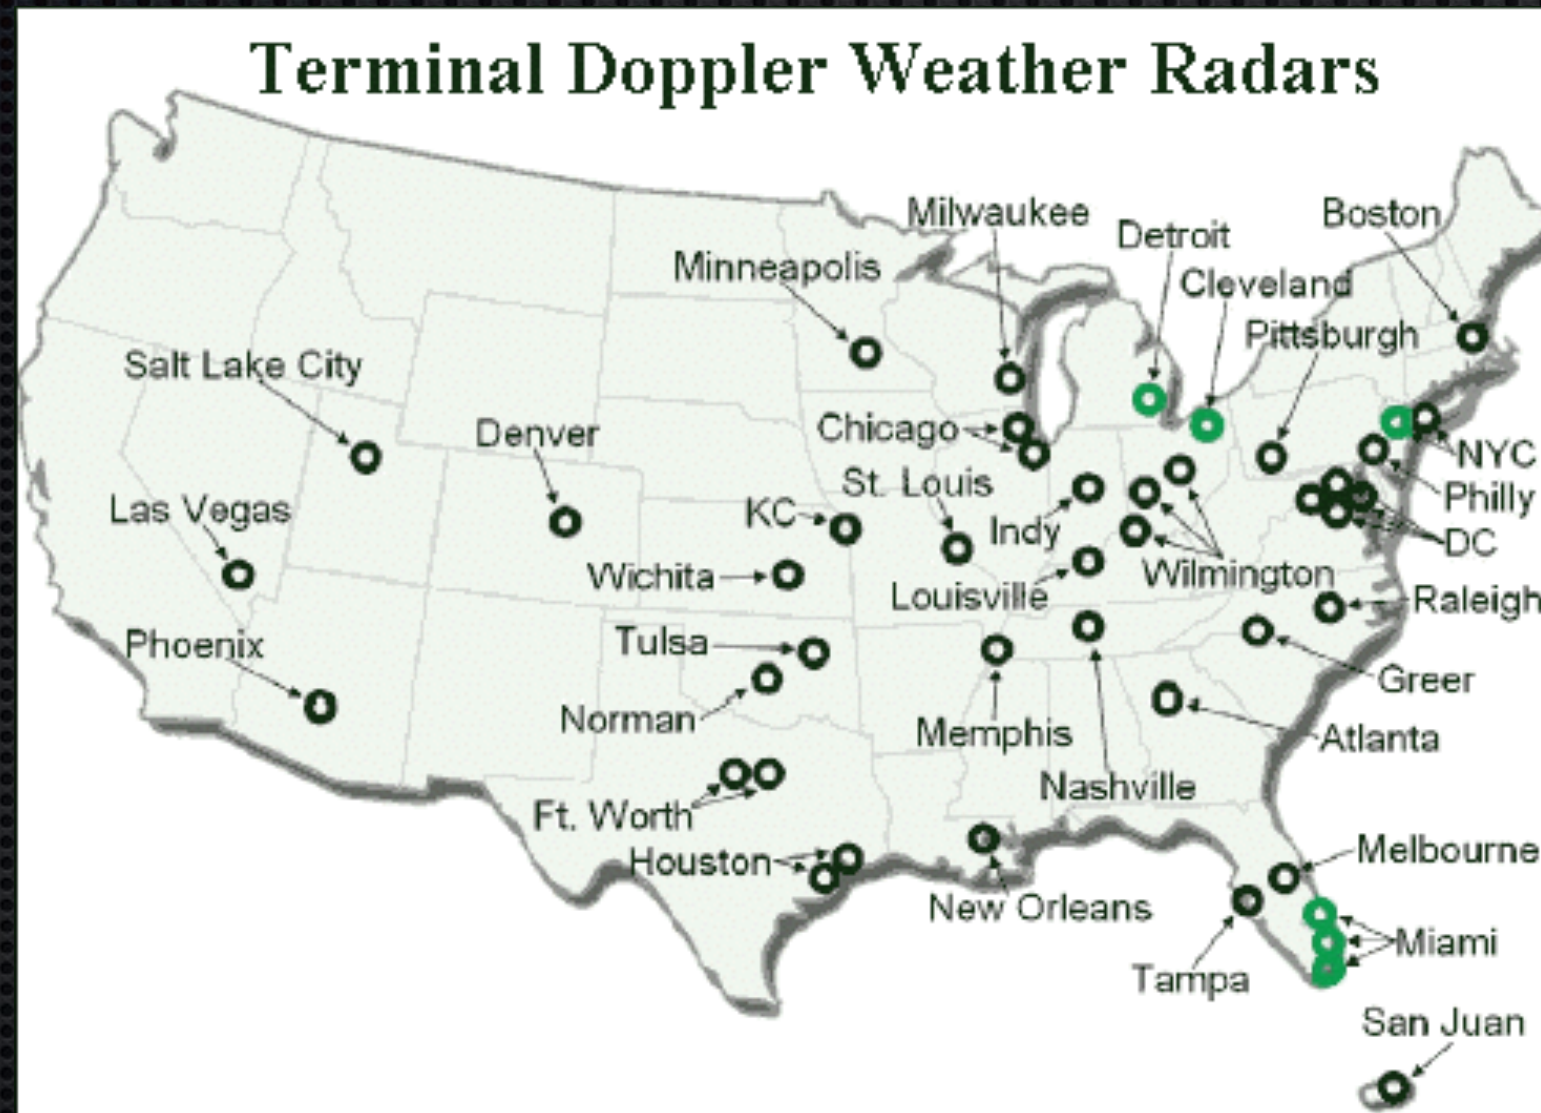 Terminal Doppler Weather Radars
Milwaukee
Boston
Detroit
Minneapolis
Cleveland
Pittsburgh
Salt Lake City
Denver
Chicago
NYC
St. Louis
Philly
Las Vegas
KC
Indy
DC
Wichita
Louisville
Wilmington
Raleigh
Tulsa
Phoenix
Greer
Norman
Memphis
Atlanta
Nashville
Ft. Worth
Melbourne
Houston
New Orleans
Miami
Tampa
San Juan